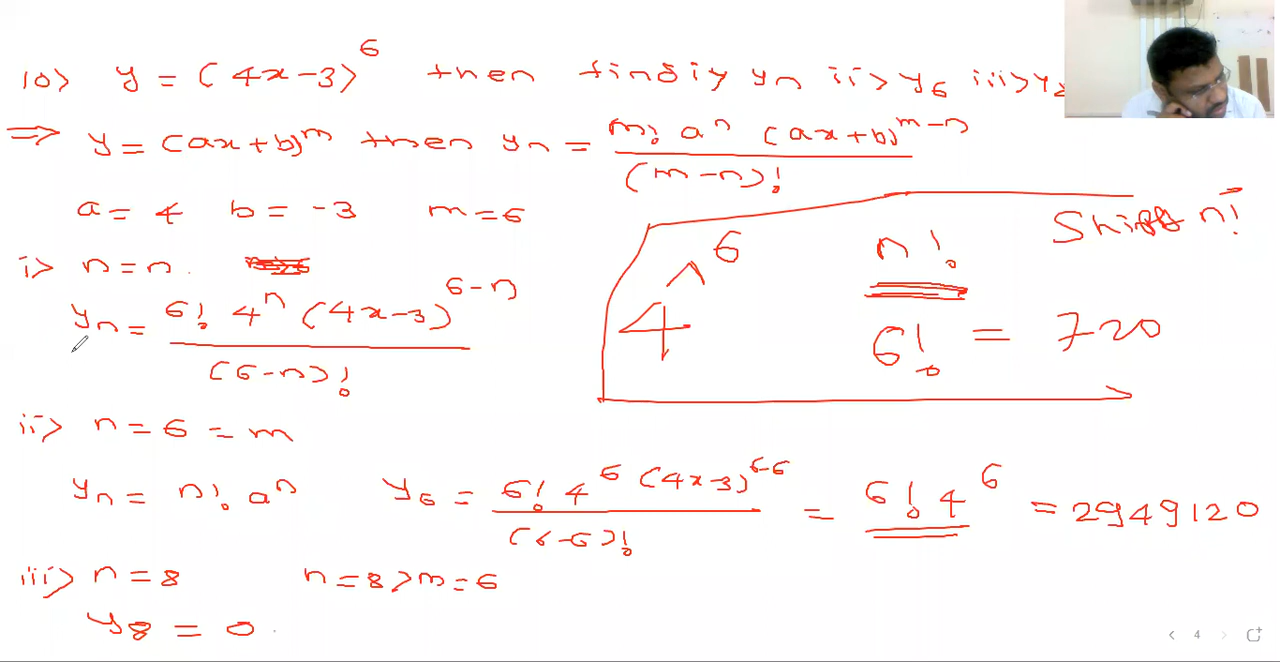 10> y = (4x-3)^6 then find i> yn ii> y6 iii> y8
=> y = (ax+b)^m then yn = m! a^n (ax+b)^m-n / (m-n)!
a = 4 b = -3 m = 6
i> n = n
yn = 6! 4^n (4x-3)^6-n / (6-n)!
Shift n!
4^6 n!
6! = 720
ii> n = 6 = m
yn = n! a^n y6 = 6! 4^6 (4x-3)^6-6 / (6-6)! = 6! 4^6 = 2949120
iii> n = 8 n = 8 > m = 6
y8 = 0
4